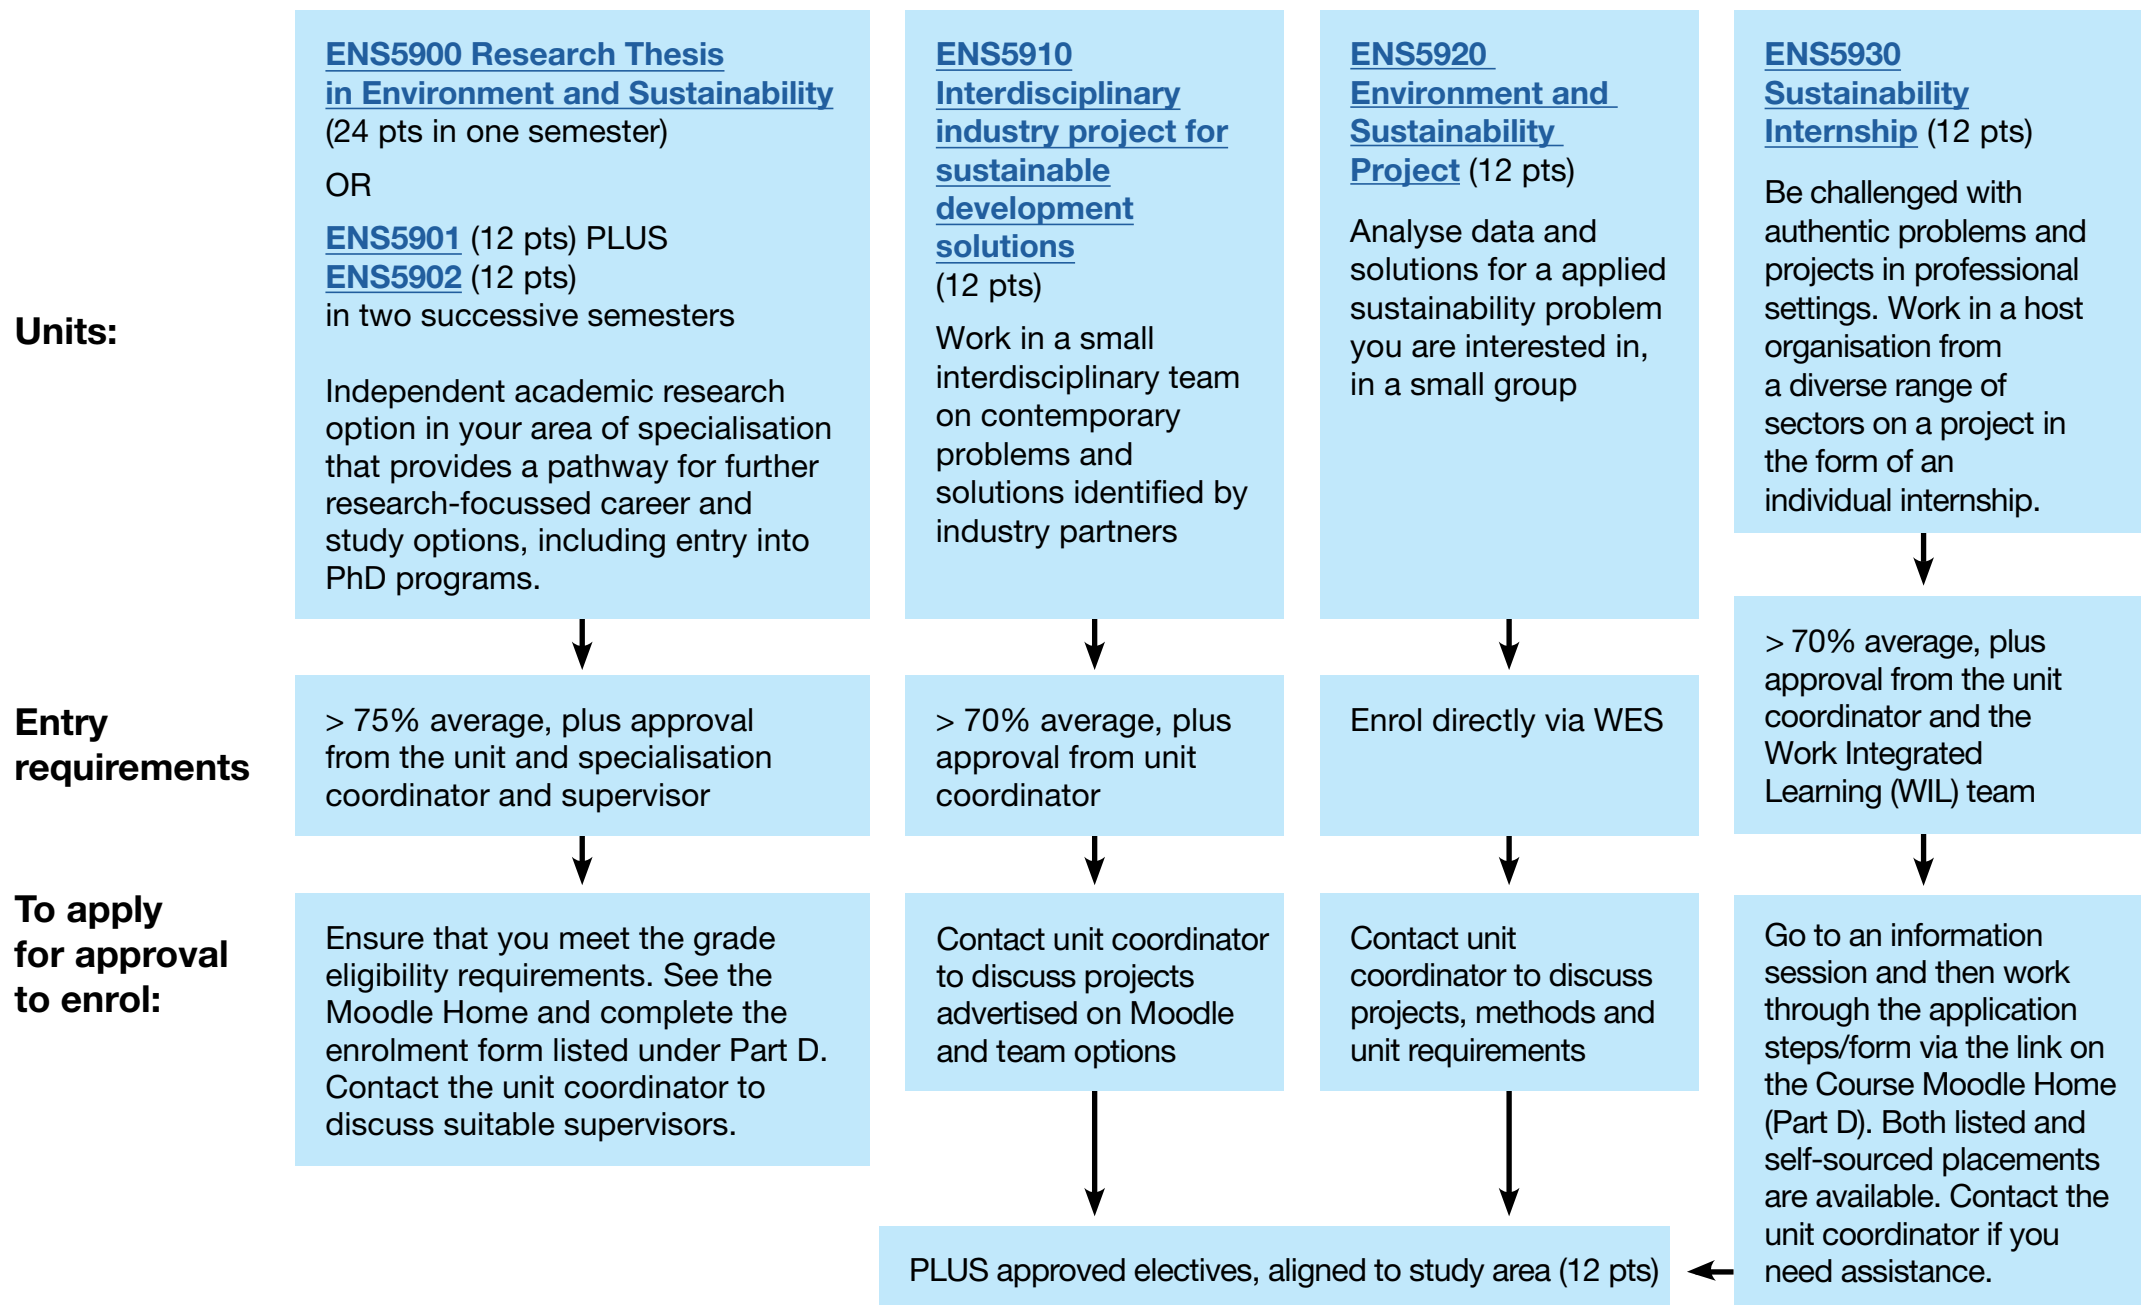 Units:
ENS5900 Research Thesis
in Environment and Sustainability
(24 pts in one semester)
OR
ENS5901 (12 pts) PLUS
ENS5902 (12 pts)
in two successive semesters
Independent academic research
option in your area of specialisation
that provides a pathway for further
research-focussed career and
study options, including entry into
PhD programs.
ENS5910
Interdisciplinary
industry project for
sustainable
development
solutions
(12 pts)
Work in a small
interdisciplinary team
on contemporary
problems and
solutions identified by
industry partners
ENS5920
Environment and
Sustainability
Project (12 pts)
Analyse data and
solutions for a applied
sustainability problem
you are interested in,
in a small group
ENS5930
Sustainability
Internship (12 pts)
Be challenged with
authentic problems and
projects in professional
settings. Work in a host
organisation from
a diverse range of
sectors on a project in
the form of an
individual internship.
Entry
requirements
> 75% average, plus approval
from the unit and specialisation
coordinator and supervisor
> 70% average, plus
approval from unit
coordinator
Enrol directly via WES
> 70% average, plus
approval from the unit
coordinator and the
Work Integrated
Learning (WIL) team
To apply
for approval
to enrol:
Ensure that you meet the grade
eligibility requirements. See the
Moodle Home and complete the
enrolment form listed under Part D.
Contact the unit coordinator to
discuss suitable supervisors.
Contact unit coordinator
to discuss projects
advertised on Moodle
and team options
Contact unit
coordinator to discuss
projects, methods and
unit requirements
Go to an information
session and then work
through the application
steps/form via the link on
the Course Moodle Home
(Part D). Both listed and
self-sourced placements
are available. Contact the
unit coordinator if you
need assistance.
PLUS approved electives, aligned to study area (12 pts)